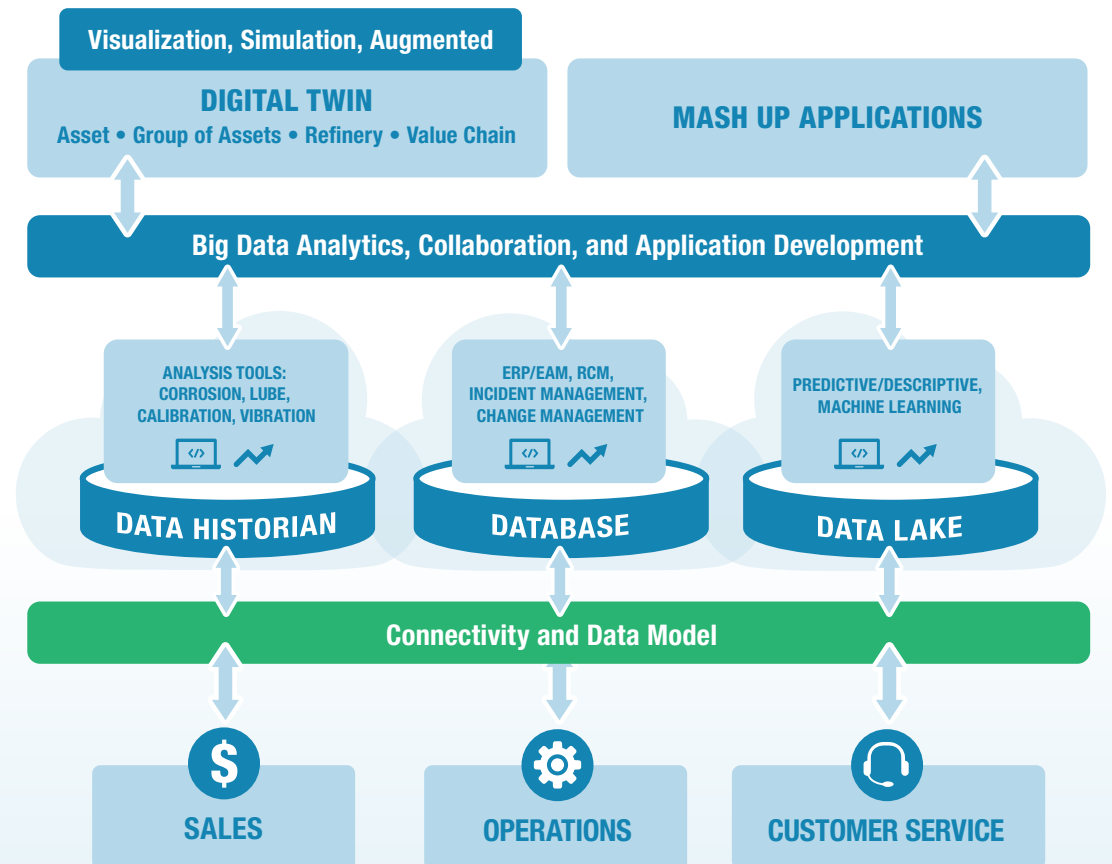 Visualization, Simulation, Augmented
DIGITAL TWIN
Asset • Group of Assets • Refinery • Value Chain
MASH UP APPLICATIONS
Big Data Analytics, Collaboration, and Application Development
ANALYSIS TOOLS:
CORROSION, LUBE,
CALIBRATION, VIBRATION
</>
DATA HISTORIAN
ERP/EAM, RCM,
INCIDENT MANAGEMENT,
CHANGE MANAGEMENT
</>
DATABASE
PREDICTIVE/DESCRIPTIVE,
MACHINE LEARNING
</>
DATA LAKE
Connectivity and Data Model
$
SALES
OPERATIONS
CUSTOMER SERVICE